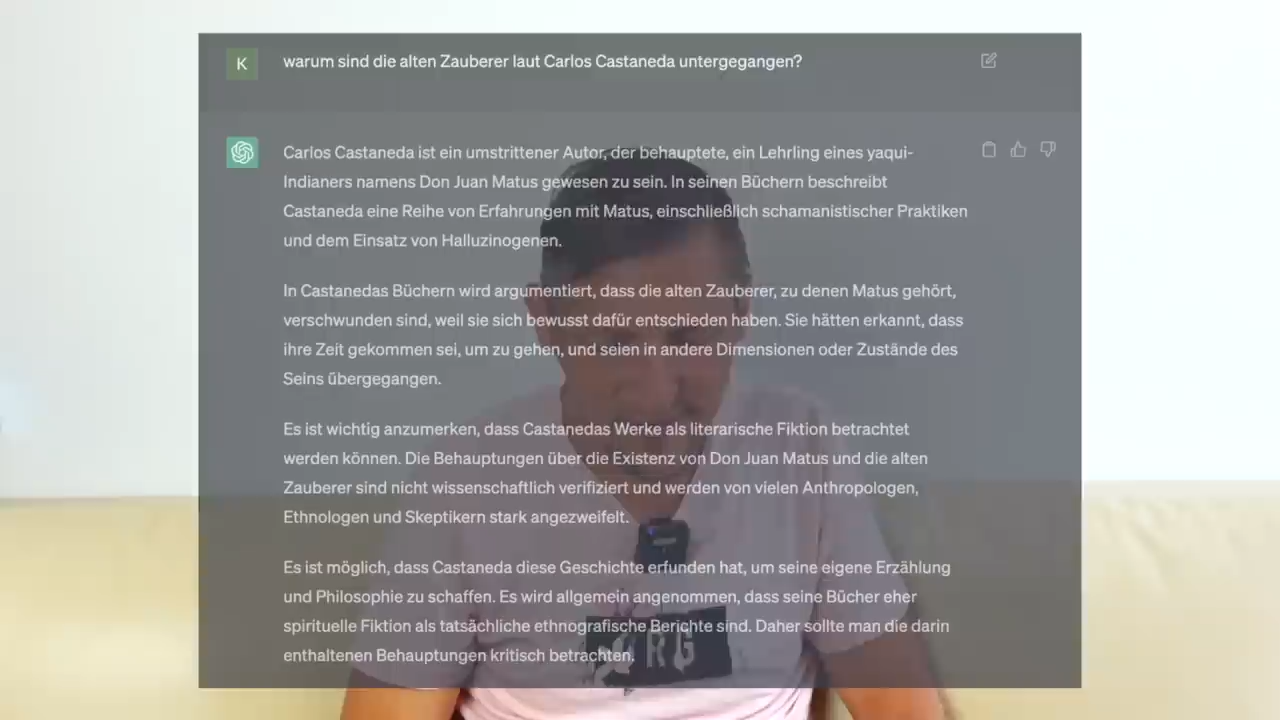 K
warum sind die alten Zauberer laut Carlos Castaneda untergegangen?
Carlos Castaneda ist ein umstrittener Autor, der behauptete, ein Lehrling eines yaqui-
Indianers namens Don Juan Matus gewesen zu sein. In seinen Büchern beschreibt
Castaneda eine Reihe von Erfahrungen mit Matus, einschließlich schamanistischer Praktiken
und dem Einsatz von Halluzinogenen.
In Castanedas Büchern wird argumentiert, dass die alten Zauberer, zu denen Matus gehört,
verschwunden sind, weil sie sich bewusst dafür entschieden haben. Sie hätten erkannt, dass
ihre Zeit gekommen sei, um zu gehen, und seien in andere Dimensionen oder Zustände des
Seins übergegangen.
Es ist wichtig anzumerken, dass Castanedas Werke als literarische Fiktion betrachtet
werden können. Die Behauptungen über die Existenz von Don Juan Matus und die alten
Zauberer sind nicht wissenschaftlich verifiziert und werden von vielen Anthropologen,
Ethnologen und Skeptikern stark angezweifelt.
Es ist möglich, dass Castaneda diese Geschichte erfunden hat, um seine eigene Erzählung
und Philosophie zu schaffen. Es wird allgemein angenommen, dass seine Bücher eher
spirituelle Fiktion als tatsächliche ethnografische Berichte sind. Daher sollte man die darin
enthaltenen Behauptungen kritisch betrachten.